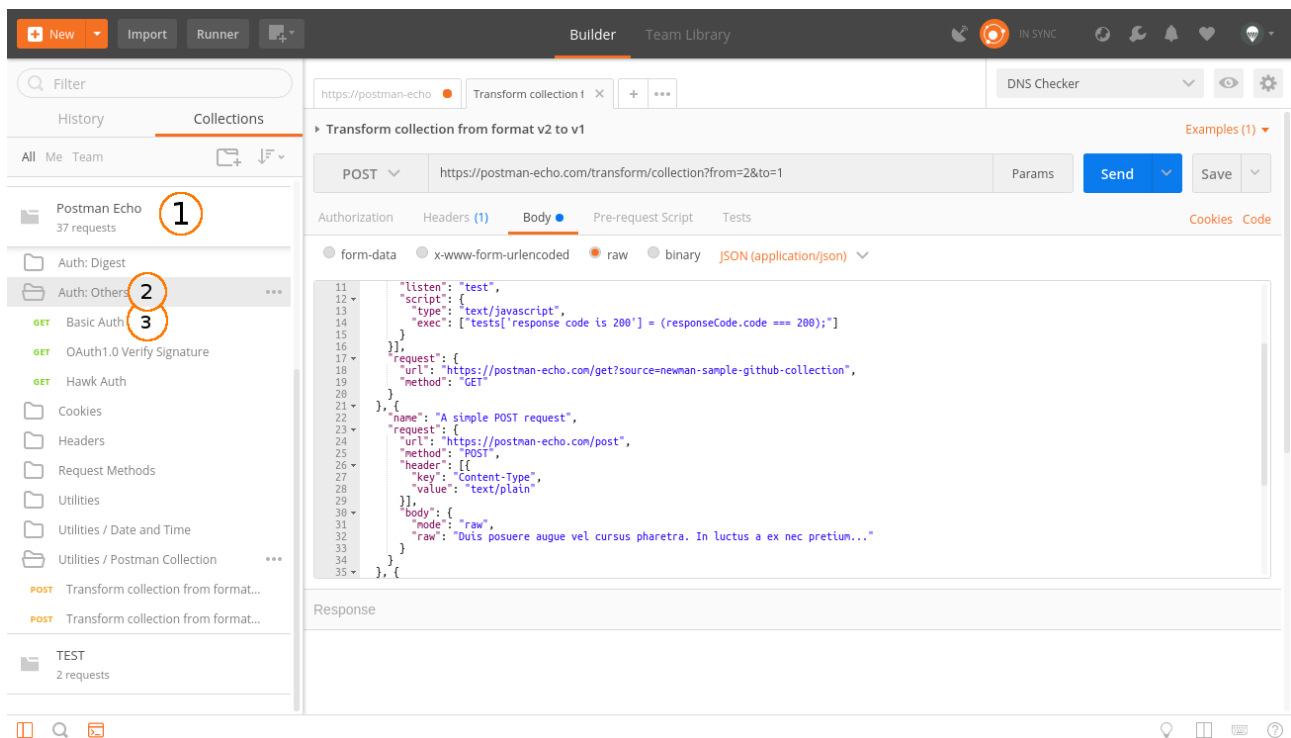 New Import Runner Builder Team Library IN SYNC
Filter
https://postman-echo Transform collection f × + ••• DNS Checker
History Collections
Transform collection from format v2 to v1 Examples (1)
All Me Team
POST https://postman-echo.com/transform/collection?from=2&to=1 Params Send Save
Postman Echo 1
37 requests
Authorization Headers (1) Body Pre-request Script Tests Cookies Code
form-data x-www-form-urlencoded raw binary JSON (application/json)
Auth: Digest
Auth: Others 2
GET Basic Auth 3
GET OAuth1.0 Verify Signature
GET Hawk Auth
Cookies
Headers
Request Methods
Utilities
Utilities / Date and Time
Utilities / Postman Collection
POST Transform collection from format...
POST Transform collection from format...
TEST
2 requests
11 "listen": "test",
12 "script": {
13 "type": "text/javascript",
14 "exec": ["tests['response code is 200'] = (responseCode.code === 200);"]
15 }
16 }],
17 "request": {
18 "url": "https://postman-echo.com/get?source=newman-sample-github-collection",
19 "method": "GET"
20 }
21 }, {
22 "name": "A simple POST request",
23 "request": {
24 "url": "https://postman-echo.com/post",
25 "method": "POST",
26 "header": [{
27 "key": "Content-Type",
28 "value": "text/plain"
29 }],
30 "body": {
31 "mode": "raw",
32 "raw": "Duis posuere augue vel cursus pharetra. In luctus a ex nec pretium..."
33 }
34 }
35 }, {
Response